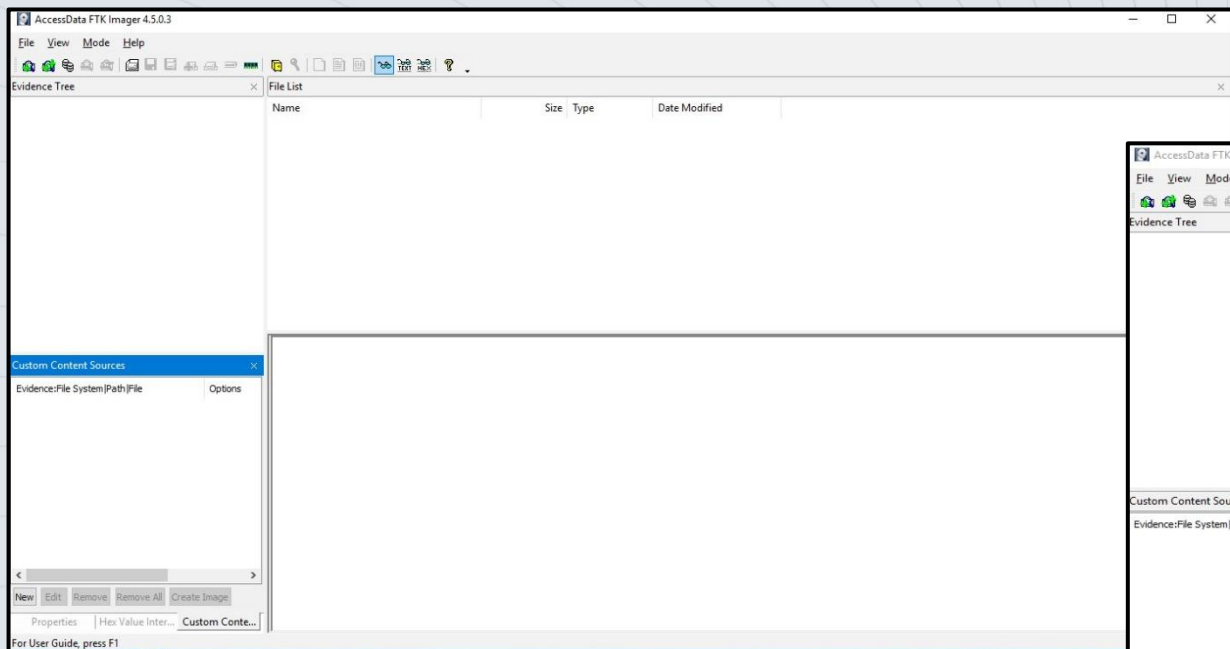 AccessData FTK Imager 4.5.0.3
File View Mode Help
Evidence Tree
File List
Name Size Type Date Modified
Custom Content Sources
Evidence:File System|Path|File Options
New Edit Remove Remove All Create Image
Properties Hex Value Inter... Custom Conte...
For User Guide, press F1
AccessData FTK
File View Mod
Evidence Tree
Custom Content Sou
Evidence:File System|